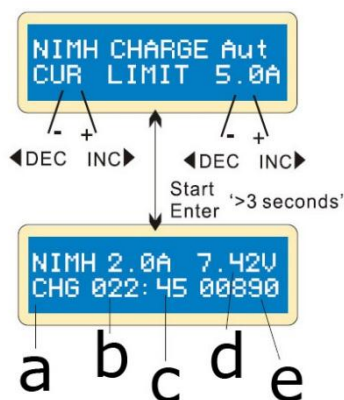 NIMH CHARGE Aut
CUR LIMIT 5.0A
- + - +
◀DEC INC▶ ◀DEC INC▶
Start
Enter '>3 seconds'
NIMH 2.0A 7.42V
CHG 022:45 00890
a b c d e